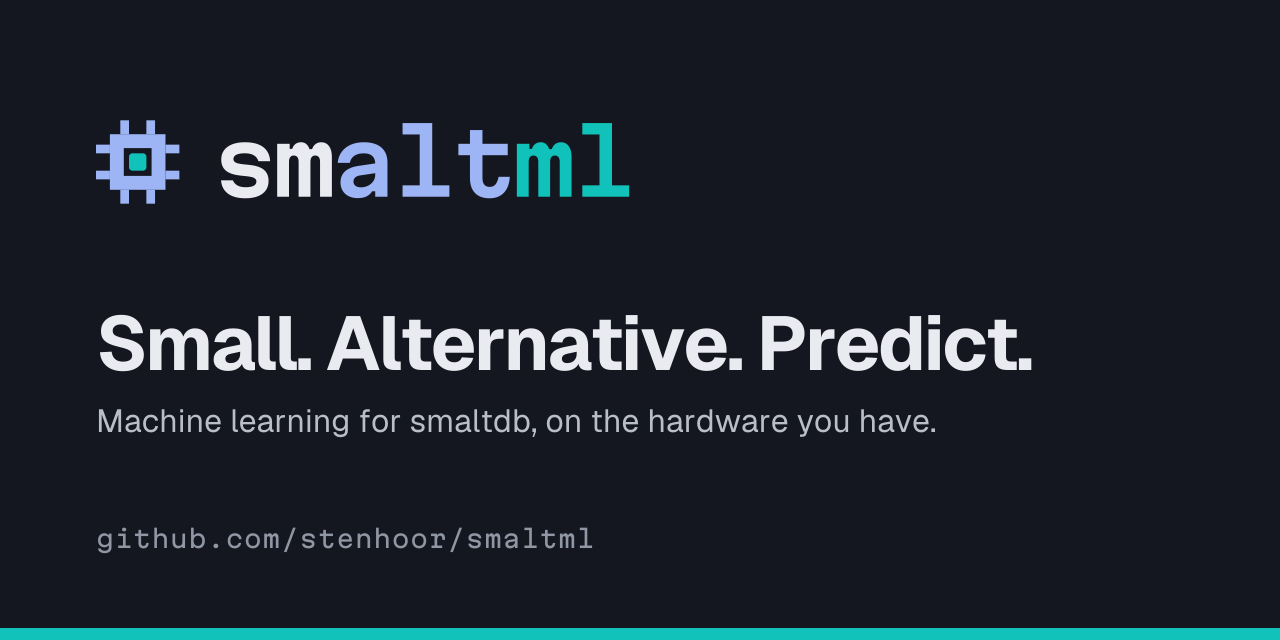 smaltml
Small. Alternative. Predict.
Machine learning for smaltdb, on the hardware you have.
github.com/stenhoor/smaltml